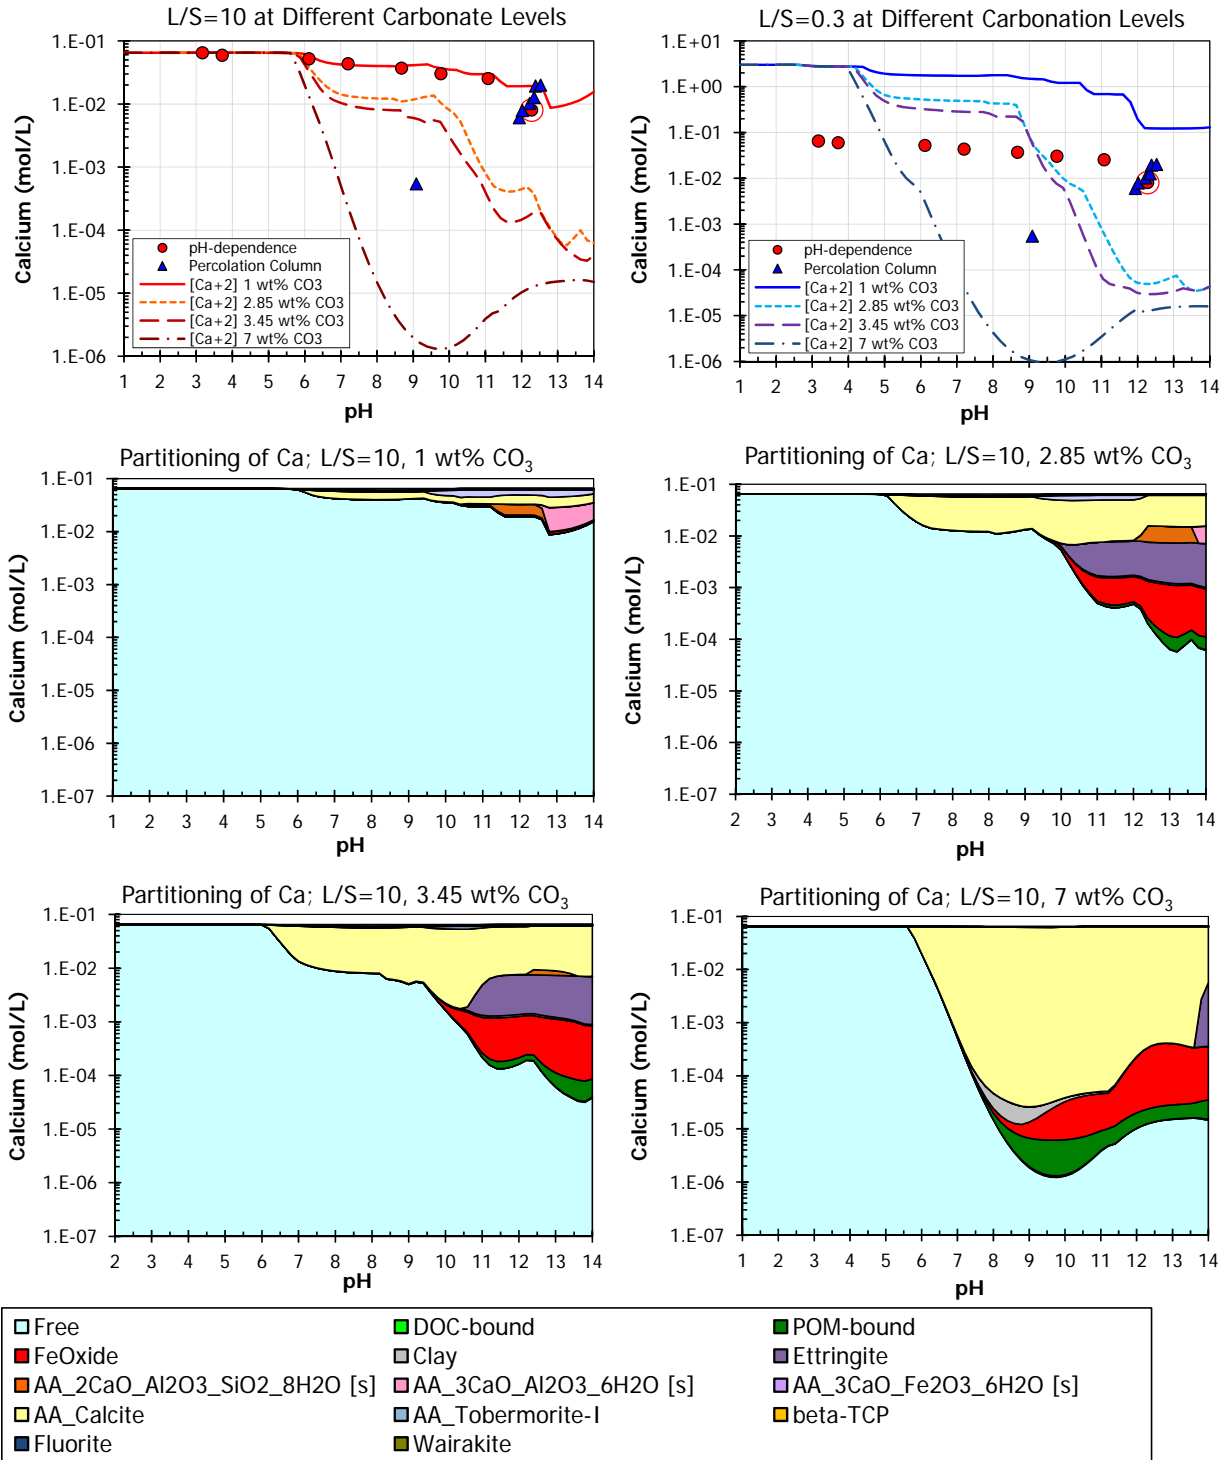 L/S=10 at Different Carbonate Levels
1.E-01
1.E-02
1.E-03
1.E-04
1.E-05
1.E-06
Calcium (mol/L)
pH-dependence
Percolation Column
[Ca+2] 1 wt% CO3
[Ca+2] 2.85 wt% CO3
[Ca+2] 3.45 wt% CO3
[Ca+2] 7 wt% CO3
1 2 3 4 5 6 7 8 9 10 11 12 13 14
pH
L/S=0.3 at Different Carbonation Levels
1.E+01
1.E+00
1.E-01
1.E-02
1.E-03
1.E-04
1.E-05
1.E-06
Calcium (mol/L)
pH-dependence
Percolation Column
[Ca+2] 1 wt% CO3
[Ca+2] 2.85 wt% CO3
[Ca+2] 3.45 wt% CO3
[Ca+2] 7 wt% CO3
1 2 3 4 5 6 7 8 9 10 11 12 13 14
pH
Partitioning of Ca; L/S=10, 1 wt% CO₃
1.E-01
1.E-02
1.E-03
1.E-04
1.E-05
1.E-06
1.E-07
Calcium (mol/L)
1 2 3 4 5 6 7 8 9 10 11 12 13 14
pH
Partitioning of Ca; L/S=10, 2.85 wt% CO₃
1.E-01
1.E-02
1.E-03
1.E-04
1.E-05
1.E-06
1.E-07
Calcium (mol/L)
2 3 4 5 6 7 8 9 10 11 12 13 14
pH
Partitioning of Ca; L/S=10, 3.45 wt% CO₃
1.E-01
1.E-02
1.E-03
1.E-04
1.E-05
1.E-06
1.E-07
Calcium (mol/L)
2 3 4 5 6 7 8 9 10 11 12 13 14
pH
Partitioning of Ca; L/S=10, 7 wt% CO₃
1.E-01
1.E-02
1.E-03
1.E-04
1.E-05
1.E-06
1.E-07
Calcium (mol/L)
1 2 3 4 5 6 7 8 9 10 11 12 13 14
pH
Free DOC-bound POM-bound
FeOxide Clay Ettringite
AA_2CaO_Al2O3_SiO2_8H2O [s] AA_3CaO_Al2O3_6H2O [s] AA_3CaO_Fe2O3_6H2O [s]
AA_Calcite AA_Tobermorite-I beta-TCP
Fluorite Wairakite